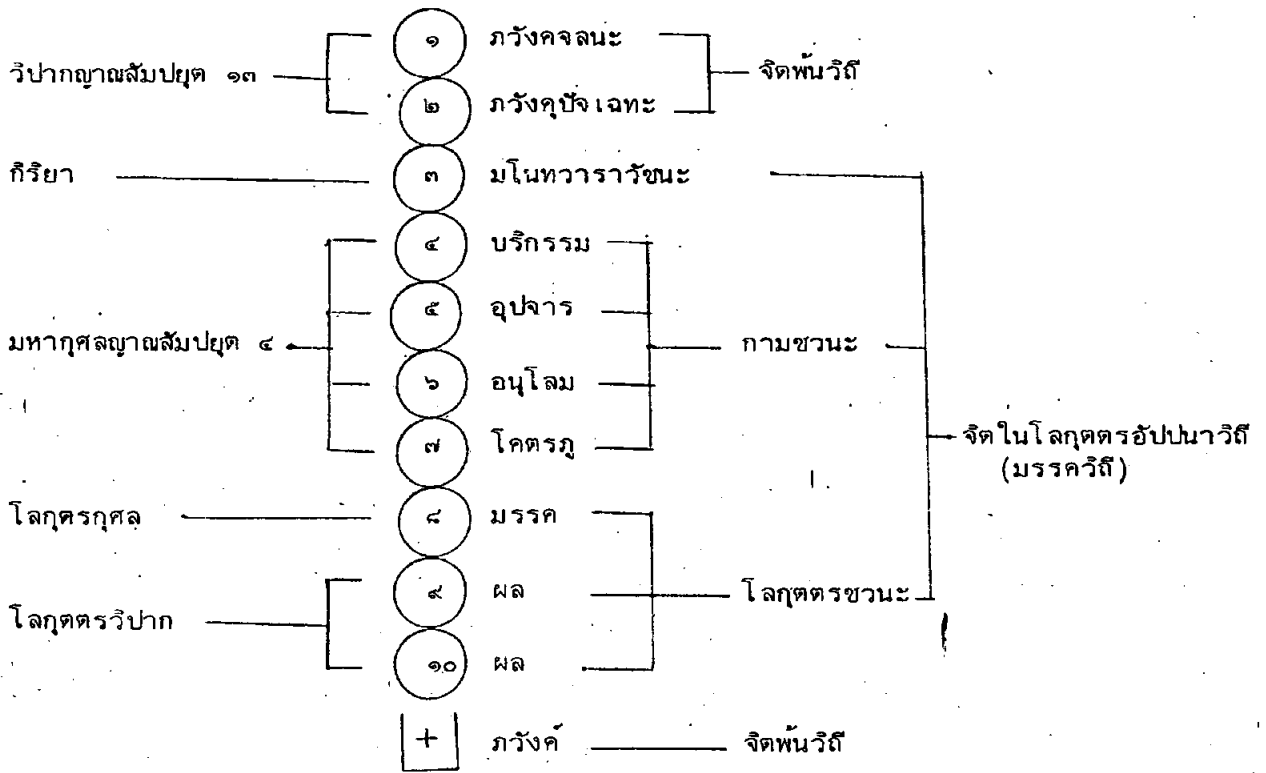 ๑ ภวังคจลนะ
วิปากญาณสัมปยุต ๑๓ จิตพ้นวิถี
๒ ภวังคุปัจเฉทะ
กิริยา ๓ มโนทวาราวัชนะ
๔ บริกรรม
๕ อุปจาร
มหากุศลญาณสัมปยุต ๔ กามชวนะ
๖ อนุโลม
๗ โคตรภู
จิตในโลกุตตรอัปปนาวิถี
(มรรควิถี)
โลกุตรกุศล ๘ มรรค
๙ ผล โลกุตตรชวนะ
โลกุตตรวิปาก
๑๐ ผล
+ ภวังค์ จิตพ้นวิถี